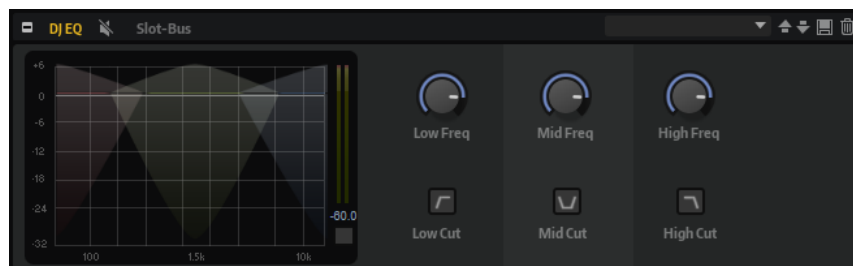 DJ EQ Slot-Bus
+6
0
-6
-12
-18
-24
-32
100 1.5k 10k
-60.0
Low Freq Mid Freq High Freq
Low Cut Mid Cut High Cut